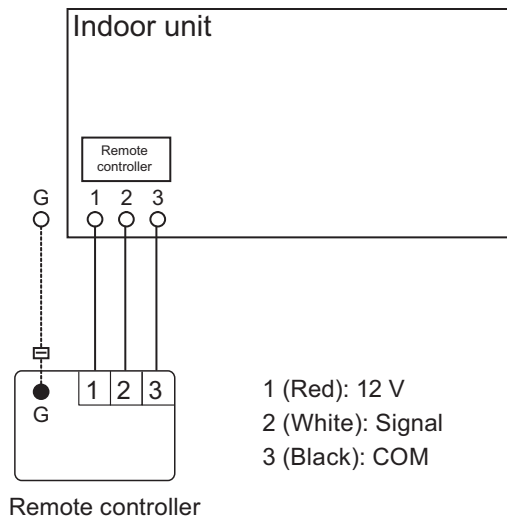 Indoor unit
Remote
controller
G 1 2 3
1 2 3
G
1 (Red): 12 V
2 (White): Signal
3 (Black): COM
Remote controller